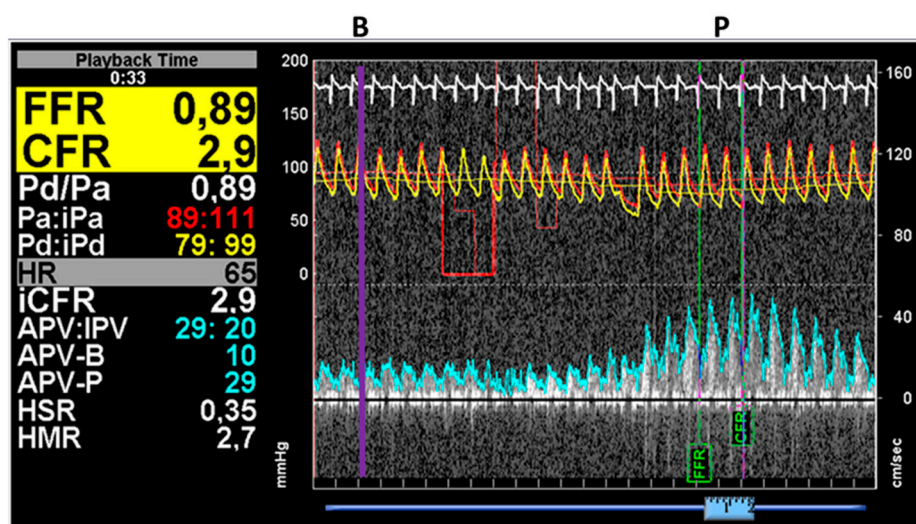 B P
Playback Time
0:33
FFR 0,89
CFR 2,9
Pd/Pa 0,89
Pa:iPa 89:111
Pd:iPd 79: 99
HR 65
iCFR 2,9
APV:IPV 29: 20
APV-B 10
APV-P 29
HSR 0,35
HMR 2,7
200
150
100
50
0
mmHg
160
120
80
40
0
cm/sec
FFR
CFR
1 2